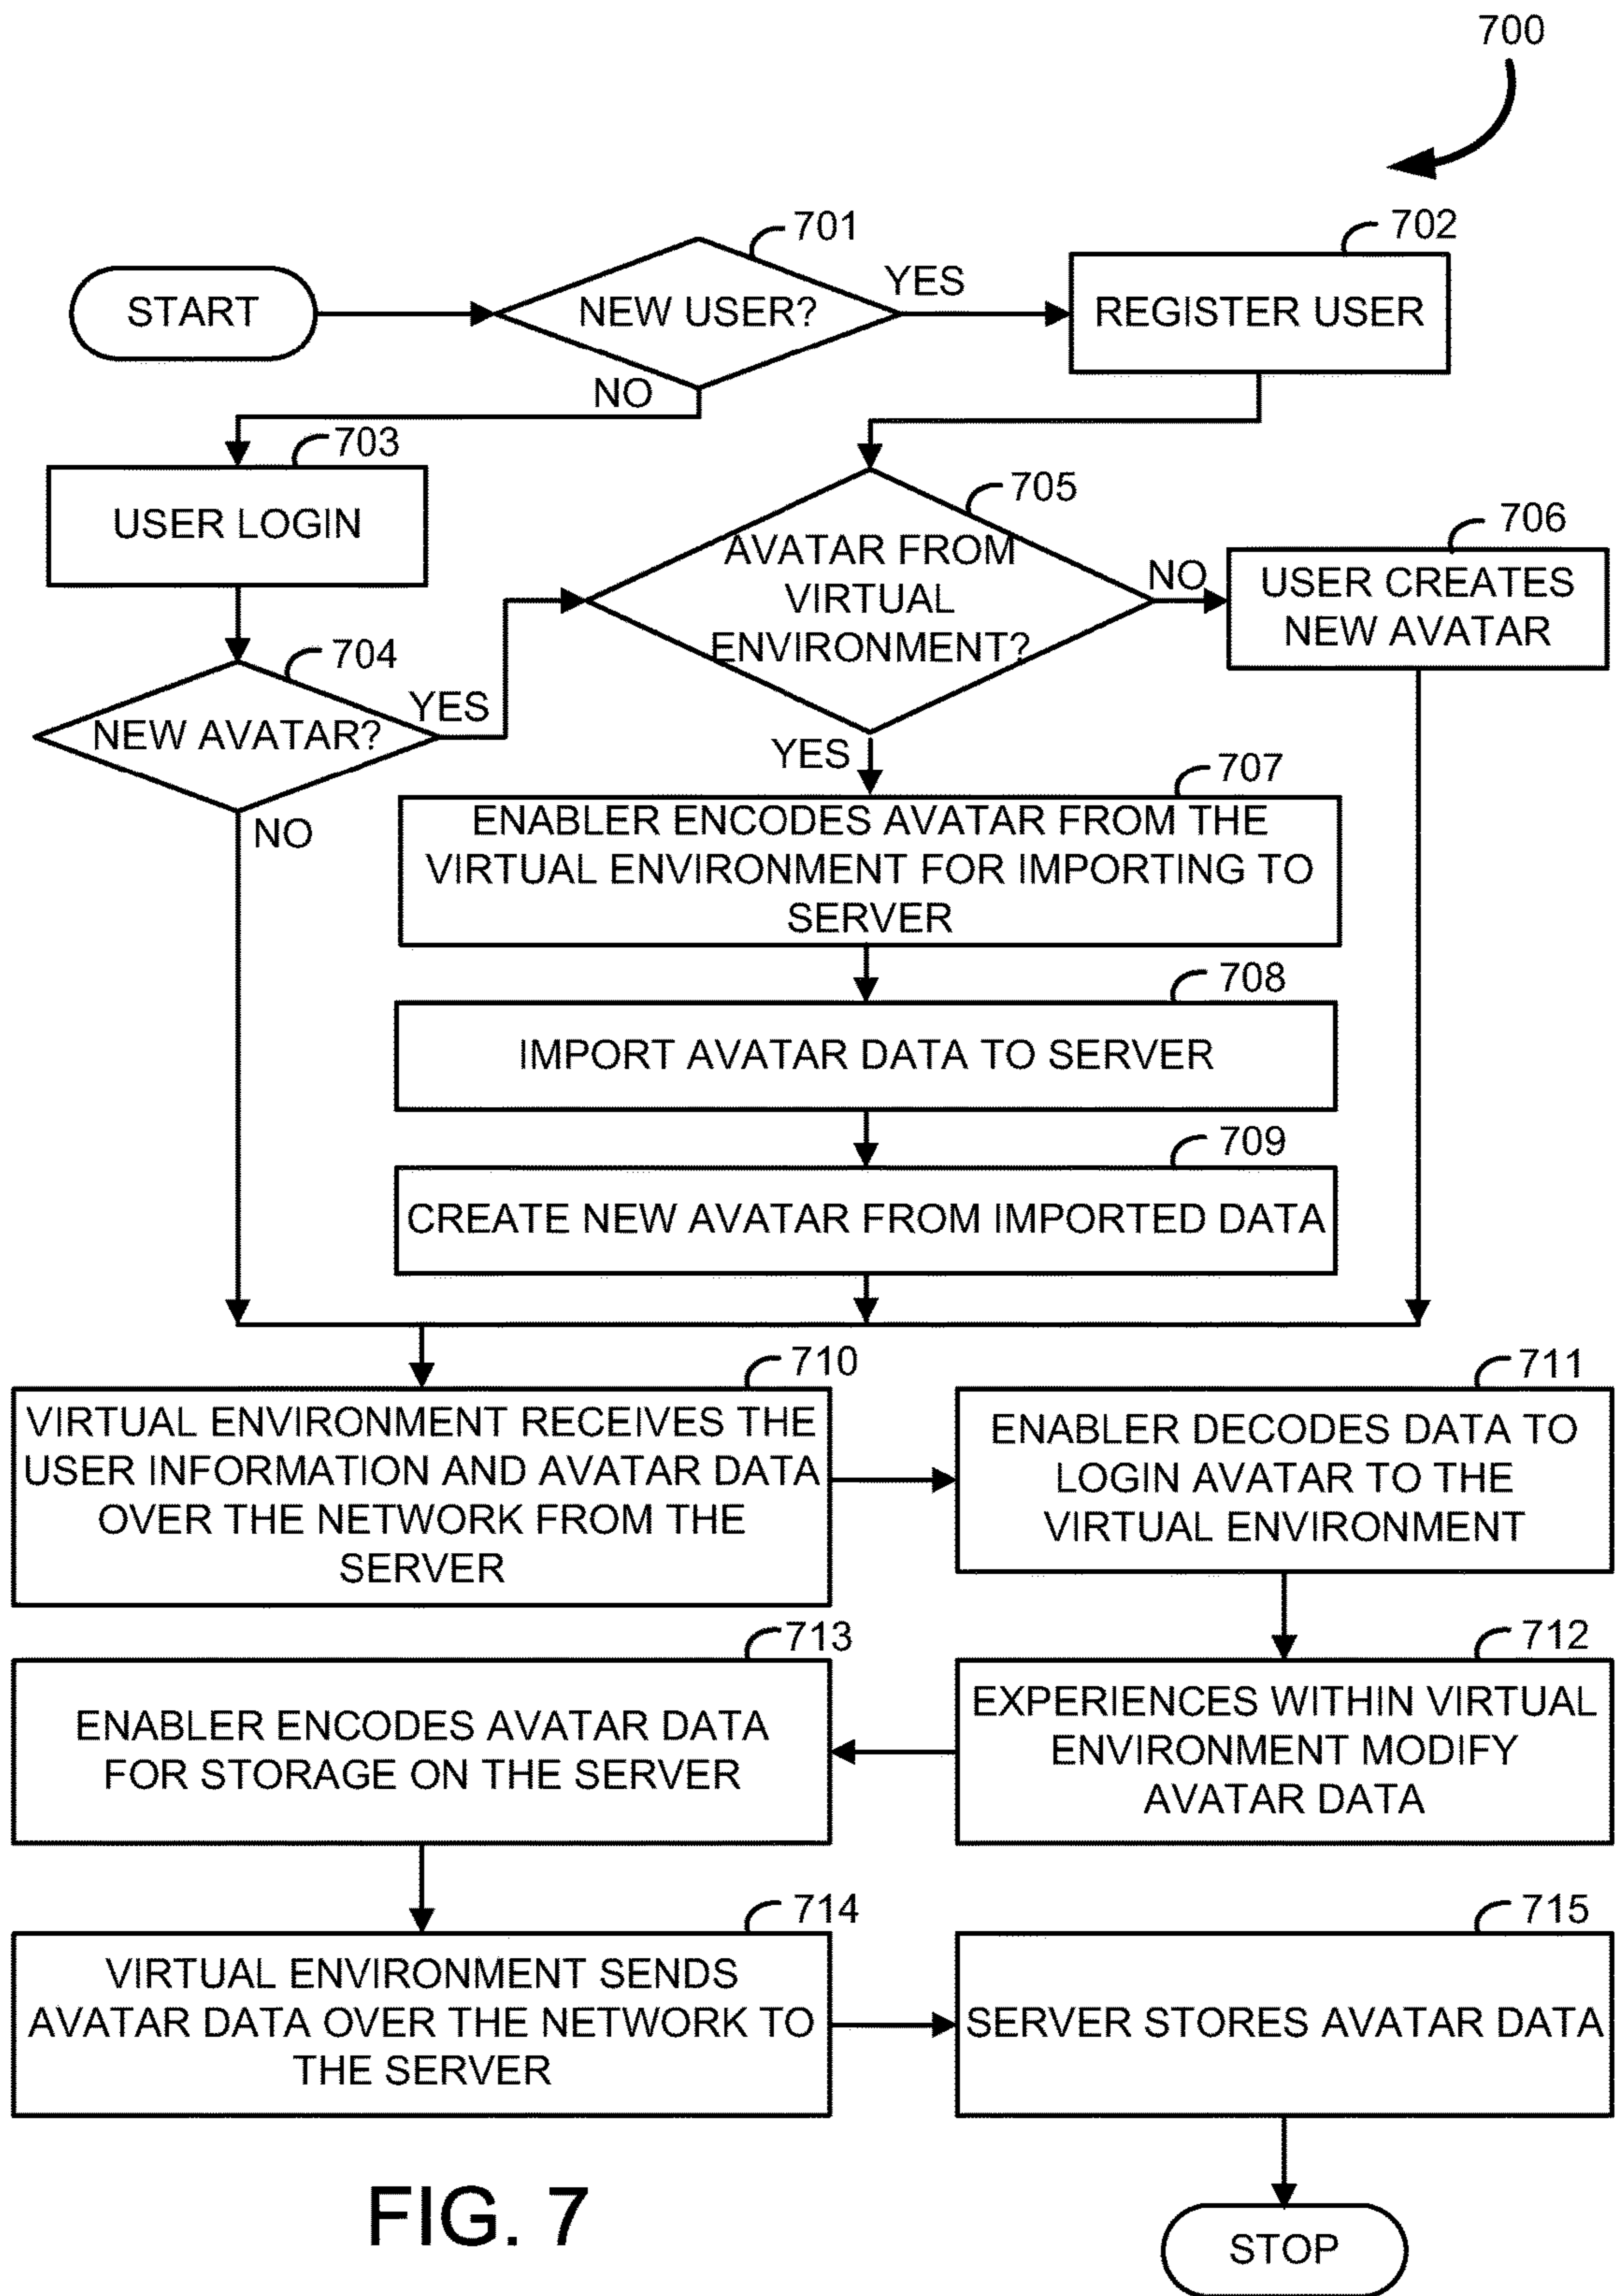 700
701
702
START
NEW USER?
YES
REGISTER USER
NO
703
USER LOGIN
705
AVATAR FROM
VIRTUAL
ENVIRONMENT?
NO
706
USER CREATES
NEW AVATAR
704
NEW AVATAR?
YES
NO
YES
707
ENABLER ENCODES AVATAR FROM THE
VIRTUAL ENVIRONMENT FOR IMPORTING TO
SERVER
708
IMPORT AVATAR DATA TO SERVER
709
CREATE NEW AVATAR FROM IMPORTED DATA
710
VIRTUAL ENVIRONMENT RECEIVES THE
USER INFORMATION AND AVATAR DATA
OVER THE NETWORK FROM THE
SERVER
711
ENABLER DECODES DATA TO
LOGIN AVATAR TO THE
VIRTUAL ENVIRONMENT
712
EXPERIENCES WITHIN VIRTUAL
ENVIRONMENT MODIFY
AVATAR DATA
713
ENABLER ENCODES AVATAR DATA
FOR STORAGE ON THE SERVER
714
VIRTUAL ENVIRONMENT SENDS
AVATAR DATA OVER THE NETWORK TO
THE SERVER
715
SERVER STORES AVATAR DATA
STOP
FIG. 7